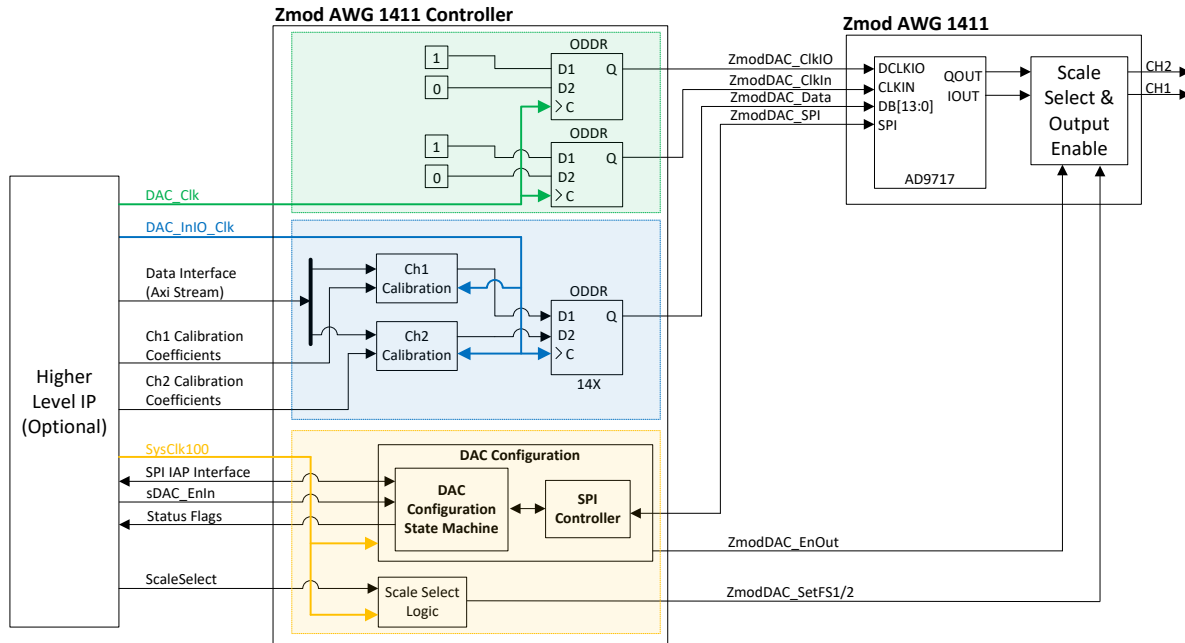 Zmod AWG 1411 Controller
Zmod AWG 1411
ODDR
1
0
D1
D2
C
Q
ODDR
1
0
D1
D2
C
Q
ZmodDAC_ClkIO
ZmodDAC_ClkIn
ZmodDAC_Data
ZmodDAC_SPI
DCLKIO
CLKIN
DB[13:0]
SPI
QOUT
IOUT
AD9717
Scale
Select &
Output
Enable
CH2
CH1
Higher
Level IP
(Optional)
DAC_Clk
DAC_InIO_Clk
Data Interface
(Axi Stream)
Ch1 Calibration
Coefficients
Ch2 Calibration
Coefficients
Ch1
Calibration
Ch2
Calibration
ODDR
D1
D2
C
Q
14X
SysClk100
SPI IAP Interface
sDAC_EnIn
Status Flags
ScaleSelect
DAC Configuration
DAC
Configuration
State Machine
SPI
Controller
Scale Select
Logic
ZmodDAC_EnOut
ZmodDAC_SetFS1/2